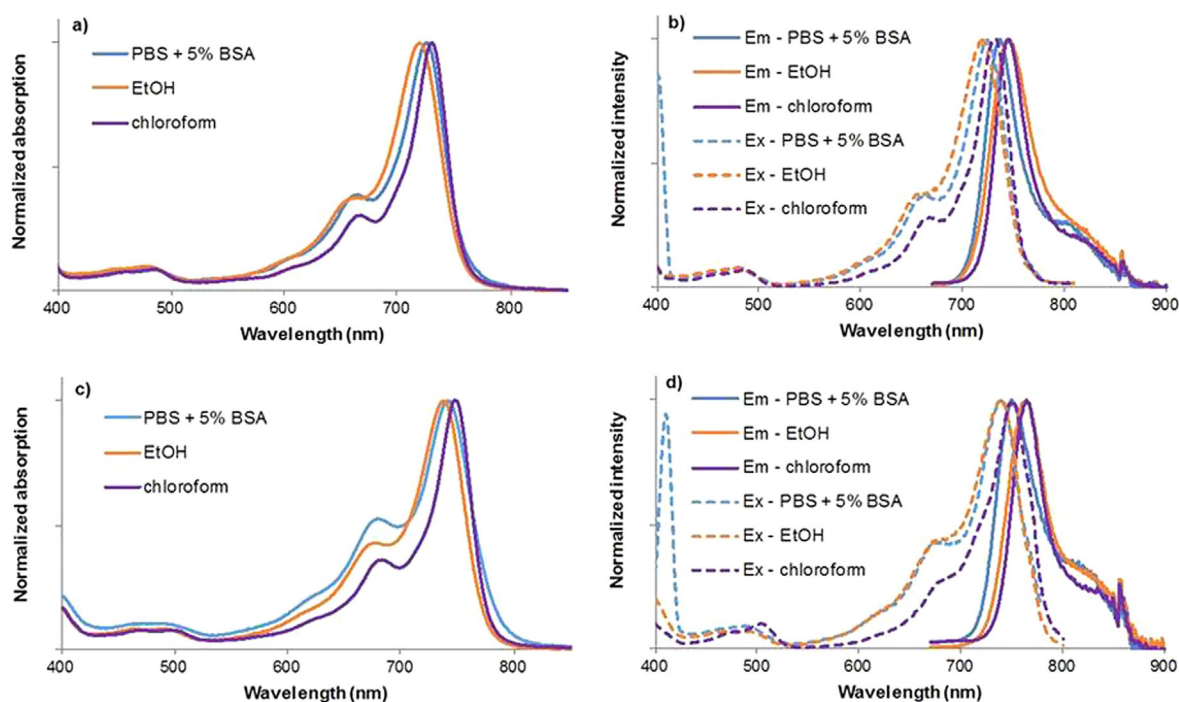 a)
Normalized absorption
PBS + 5% BSA
EtOH
chloroform
400 500 600 700 800
Wavelength (nm)
b)
Normalized intensity
Em - PBS + 5% BSA
Em - EtOH
Em - chloroform
Ex - PBS + 5% BSA
Ex - EtOH
Ex - chloroform
400 500 600 700 800 900
Wavelength (nm)
c)
Normalized absorption
PBS + 5% BSA
EtOH
chloroform
400 500 600 700 800
Wavelength (nm)
d)
Normalized intensity
Em - PBS + 5% BSA
Em - EtOH
Em - chloroform
Ex - PBS + 5% BSA
Ex - EtOH
Ex - chloroform
400 500 600 700 800 900
Wavelength (nm)